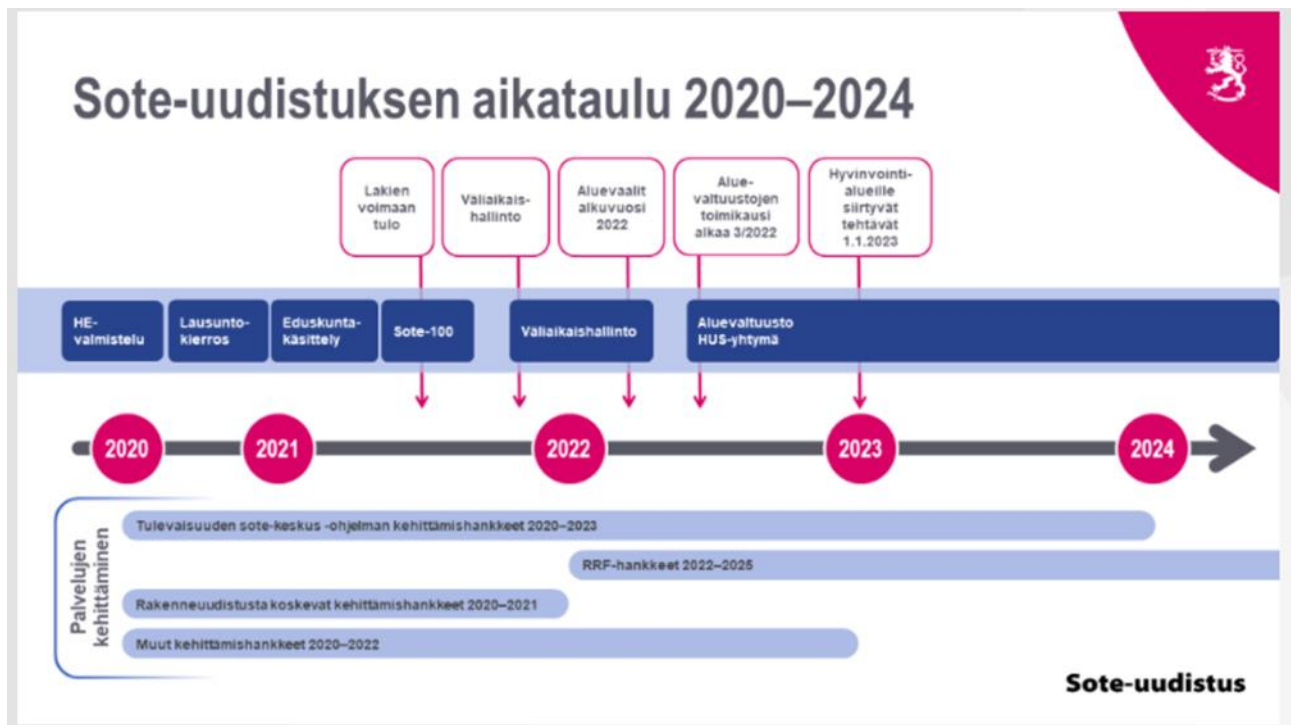 Sote-uudistuksen aikataulu 2020–2024
Lakien
voimaan
tulo
Väliaikais-
hallinto
Aluevaalit
alkuvuosi
2022
Alue-
valtuustojen
toimikausi
alkaa 3/2022
Hyvinvointi-
alueille
siirtyvät
tehtävät
1.1.2023
HE-
valmistelu
Lausunto-
kierros
Eduskunta-
käsittely
Sote-100
Väliaikaishallinto
Aluevaltuusto
HUS-yhtymä
2020
2021
2022
2023
2024
Palvelujen
kehittäminen
Tulevaisuuden sote-keskus -ohjelman kehittämishankkeet 2020–2023
RRF-hankkeet 2022–2025
Rakenneuudistusta koskevat kehittämishankkeet 2020–2021
Muut kehittämishankkeet 2020–2022
Sote-uudistus